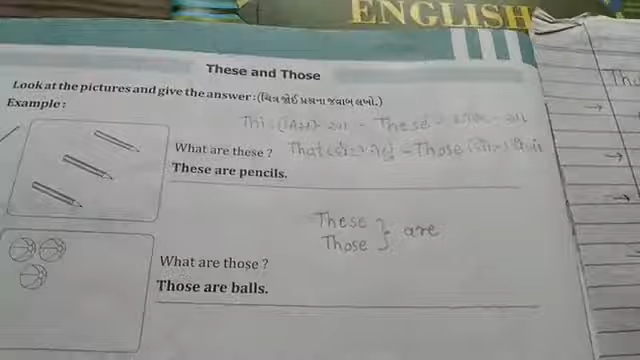 ENGLISH
These and Those
Look at the pictures and give the answer : (ચિત્ર જોઈ પ્રશ્નના જવાબ લખો.)
Example :
These
What are these ? That Those
These are pencils.
These } are
Those
What are those ?
Those are balls.